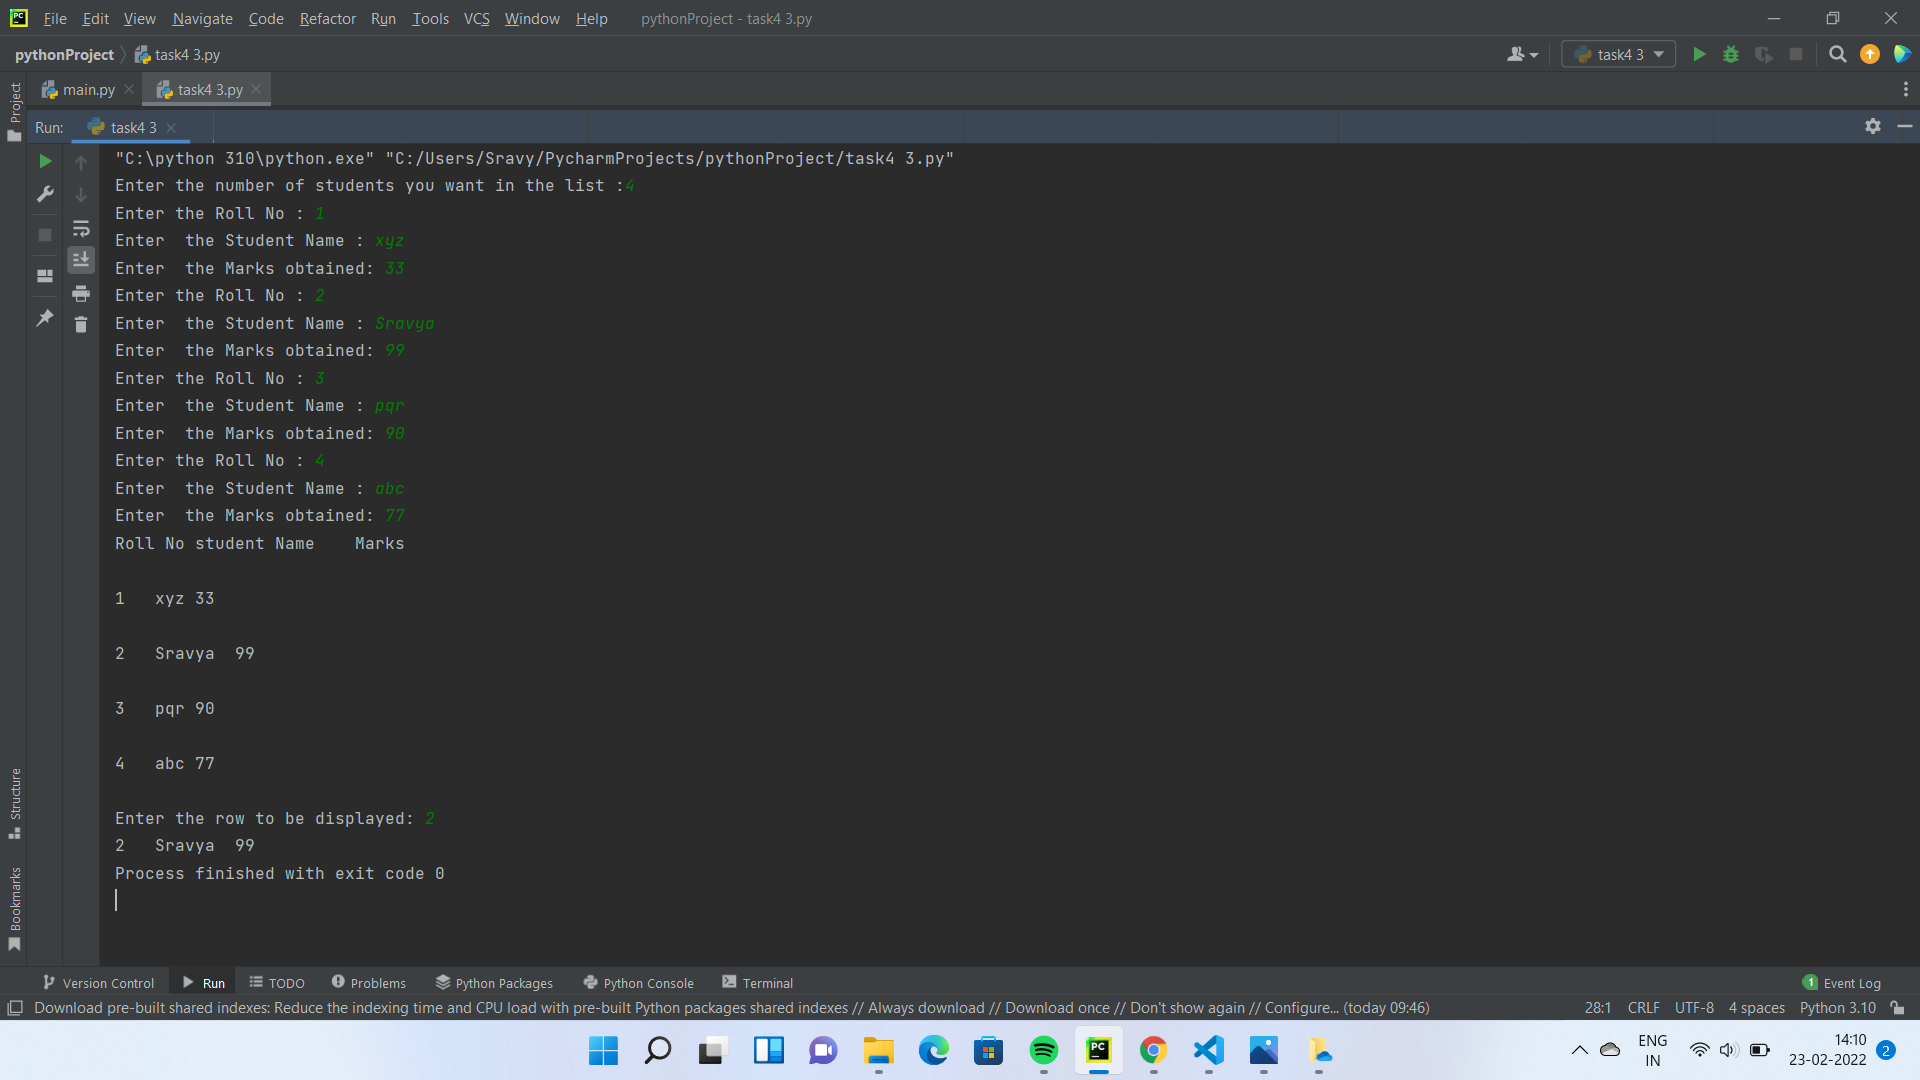 File Edit View Navigate Code Refactor Run Tools VCS Window Help pythonProject - task4 3.py
pythonProject task4 3.py task4 3
Project
main.py task4 3.py
Run: task4 3
"C:\python 310\python.exe" "C:/Users/Sravy/PycharmProjects/pythonProject/task4 3.py"
Enter the number of students you want in the list :4
Enter the Roll No : 1
Enter  the Student Name : xyz
Enter  the Marks obtained: 33
Enter the Roll No : 2
Enter  the Student Name : Sravya
Enter  the Marks obtained: 99
Enter the Roll No : 3
Enter  the Student Name : pqr
Enter  the Marks obtained: 90
Enter the Roll No : 4
Enter  the Student Name : abc
Enter  the Marks obtained: 77
Roll No student Name    Marks
1   xyz 33
2   Sravya  99
3   pqr 90
4   abc 77
Enter the row to be displayed: 2
2   Sravya  99
Process finished with exit code 0
Structure
Bookmarks
Version Control Run TODO Problems Python Packages Python Console Terminal 1 Event Log
Download pre-built shared indexes: Reduce the indexing time and CPU load with pre-built Python packages shared indexes // Always download // Download once // Don't show again // Configure... (today 09:46) 28:1 CRLF UTF-8 4 spaces Python 3.10
PC
ENG
IN
14:10
23-02-2022
2